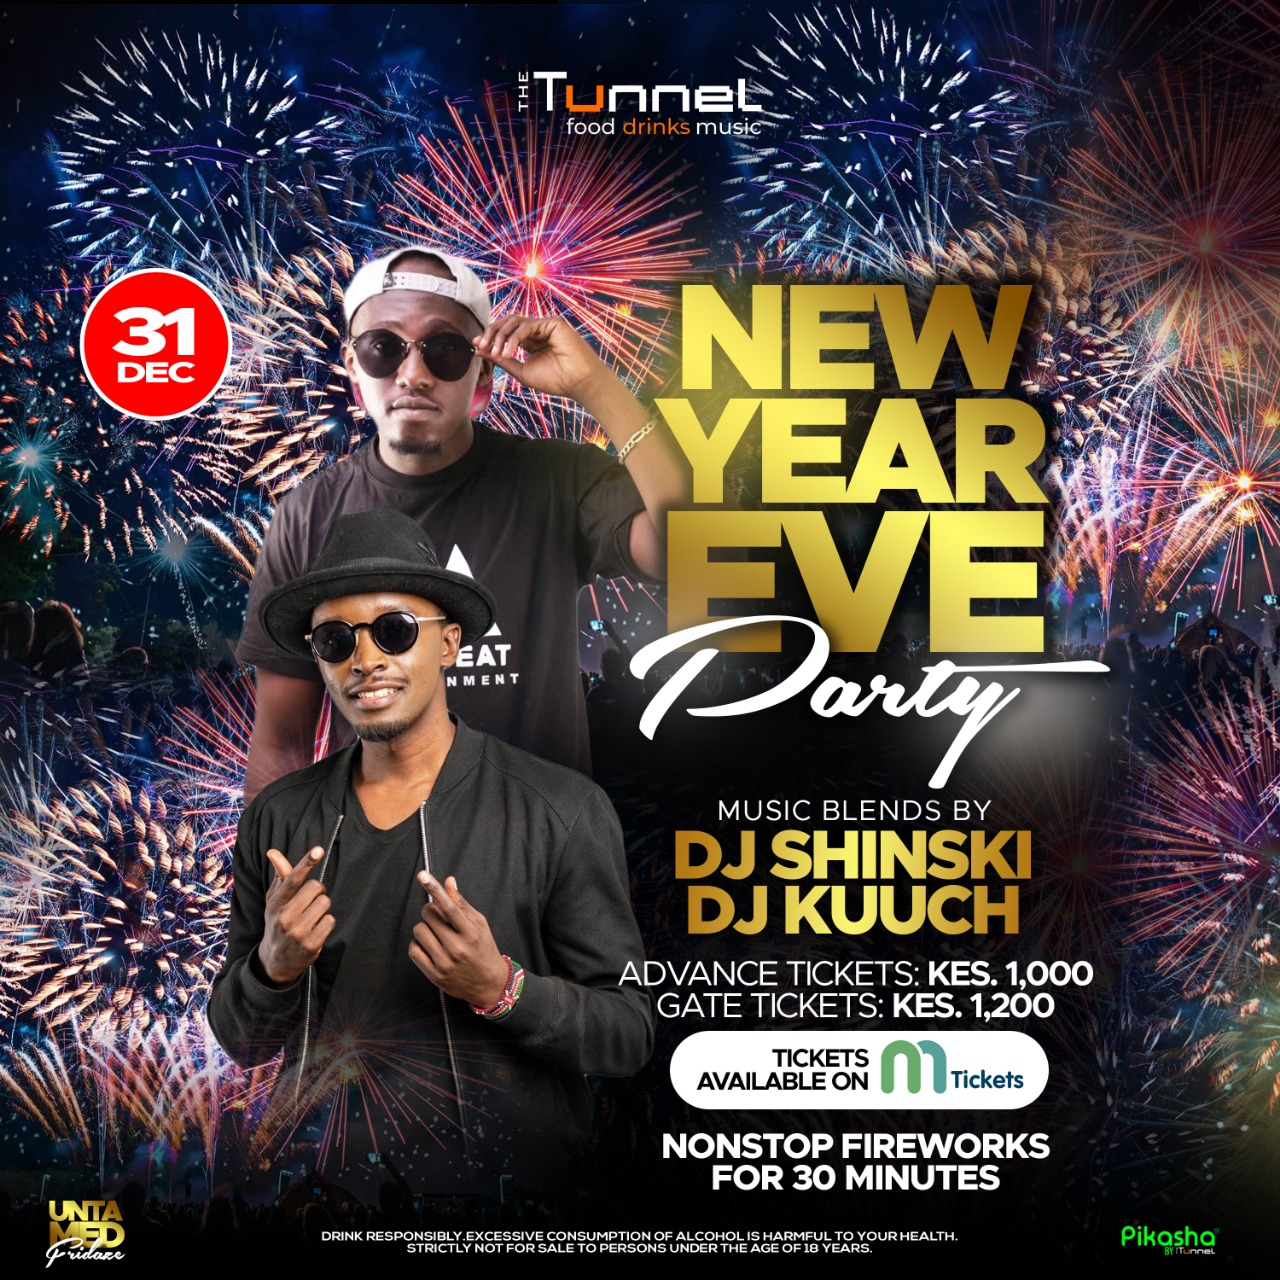 THE Tunnel
food drinks music
31
DEC
NEW
YEAR
EVE
Party
EAT
NMENT
MUSIC BLENDS BY
DJ SHINSKI
DJ KUUCH
ADVANCE TICKETS: KES. 1,000
GATE TICKETS: KES. 1,200
TICKETS
AVAILABLE ON m Tickets
NONSTOP FIREWORKS
FOR 30 MINUTES
UNTA
MED
Fridaze
DRINK RESPONSIBLY.EXCESSIVE CONSUMPTION OF ALCOHOL IS HARMFUL TO YOUR HEALTH.
STRICTLY NOT FOR SALE TO PERSONS UNDER THE AGE OF 18 YEARS.
Pikasha
BY Tunnel